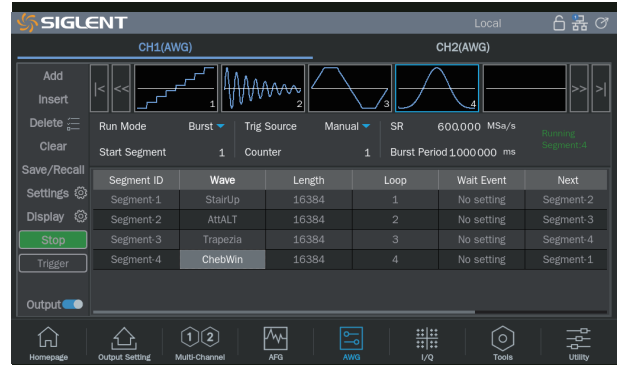 SIGLENT Local
CH1(AWG) CH2(AWG)
Add
Insert
Delete
Clear
Save/Recall
Settings
Display
Stop
Trigger
Output
|< << 1 2 3 4 >> >|
Run Mode Burst Trig Source Manual SR 600.000 MSa/s
Start Segment 1 Counter 1 Burst Period 1.000000 ms
Running
Segment:4
Segment ID Wave Length Loop Wait Event Next
Segment-1 StairUp 16384 1 No setting Segment-2
Segment-2 AttALT 16384 2 No setting Segment-3
Segment-3 Trapezia 16384 3 No setting Segment-4
Segment-4 ChebWin 16384 4 No setting Segment-1
1 2
Homepage Output Setting Multi-Channel AFG AWG I/Q Tools Utility